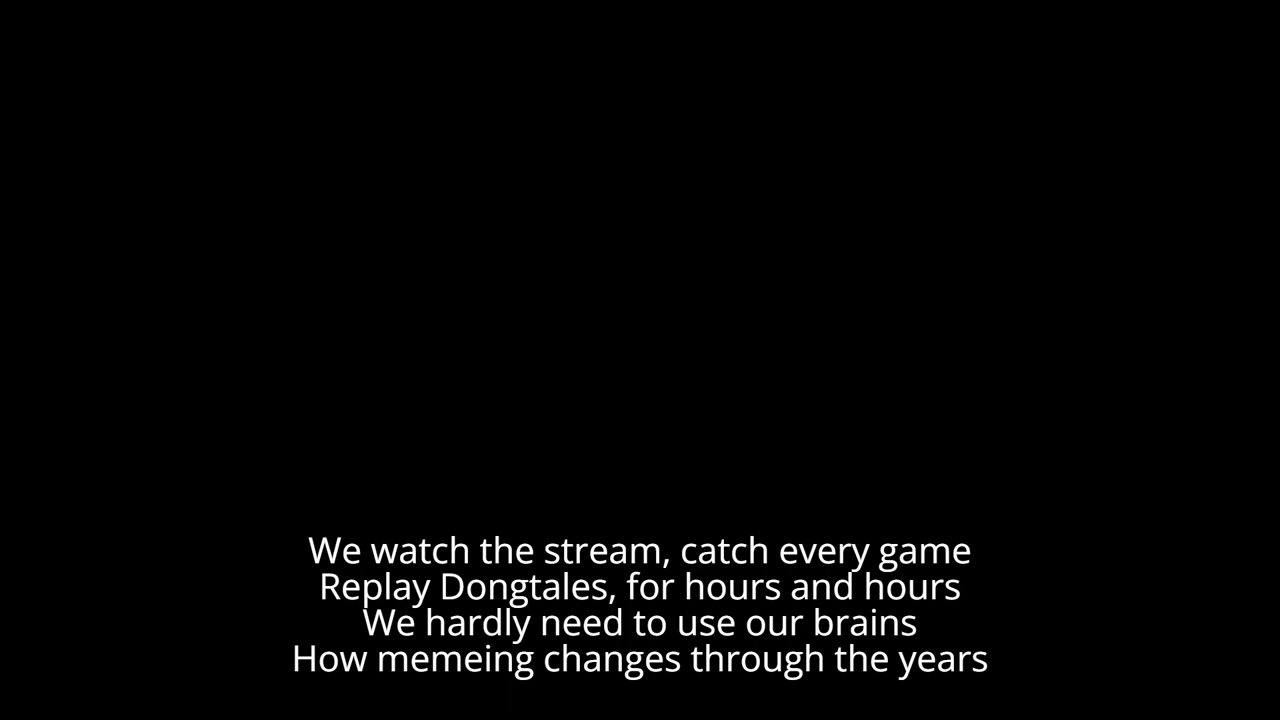 We watch the stream, catch every game
Replay Dongtales, for hours and hours
We hardly need to use our brains
How memeing changes through the years